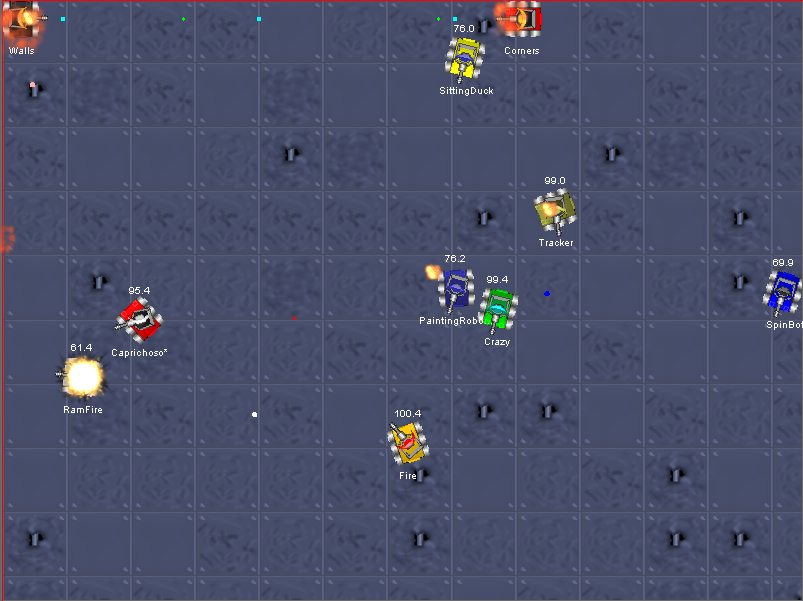 76.0
Walls
Corners
SittingDuck
99.0
Tracker
76.2
69.9
99.4
95.4
PaintingRobo
SpinBot
Crazy
61.4
Caprichoso*
RamFire
100.4
Fire